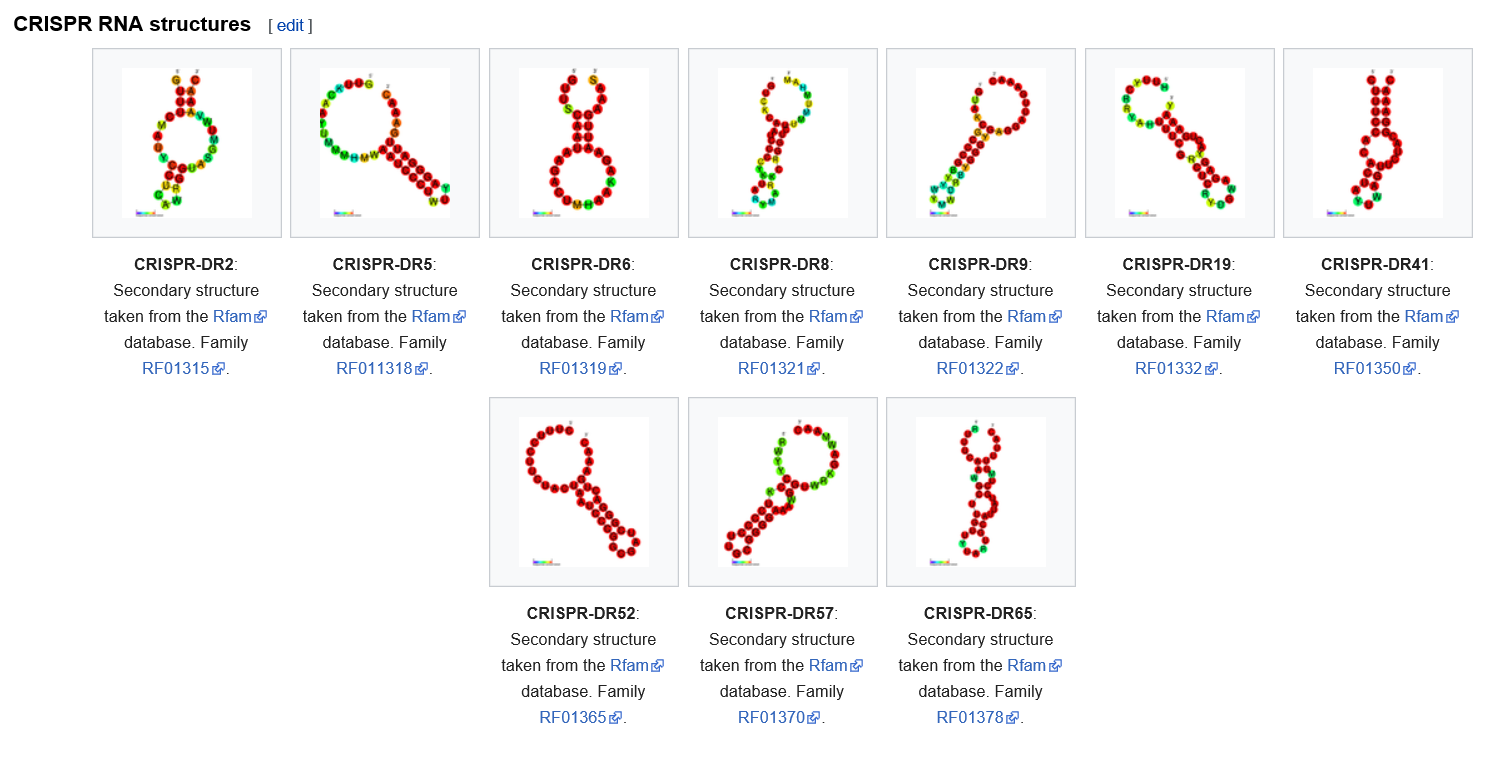 CRISPR RNA structures [ edit ]
CRISPR-DR2:
Secondary structure
taken from the Rfam
database. Family
RF01315.
CRISPR-DR5:
Secondary structure
taken from the Rfam
database. Family
RF011318.
CRISPR-DR6:
Secondary structure
taken from the Rfam
database. Family
RF01319.
CRISPR-DR8:
Secondary structure
taken from the Rfam
database. Family
RF01321.
CRISPR-DR9:
Secondary structure
taken from the Rfam
database. Family
RF01322.
CRISPR-DR19:
Secondary structure
taken from the Rfam
database. Family
RF01332.
CRISPR-DR41:
Secondary structure
taken from the Rfam
database. Family
RF01350.
CRISPR-DR52:
Secondary structure
taken from the Rfam
database. Family
RF01365.
CRISPR-DR57:
Secondary structure
taken from the Rfam
database. Family
RF01370.
CRISPR-DR65:
Secondary structure
taken from the Rfam
database. Family
RF01378.